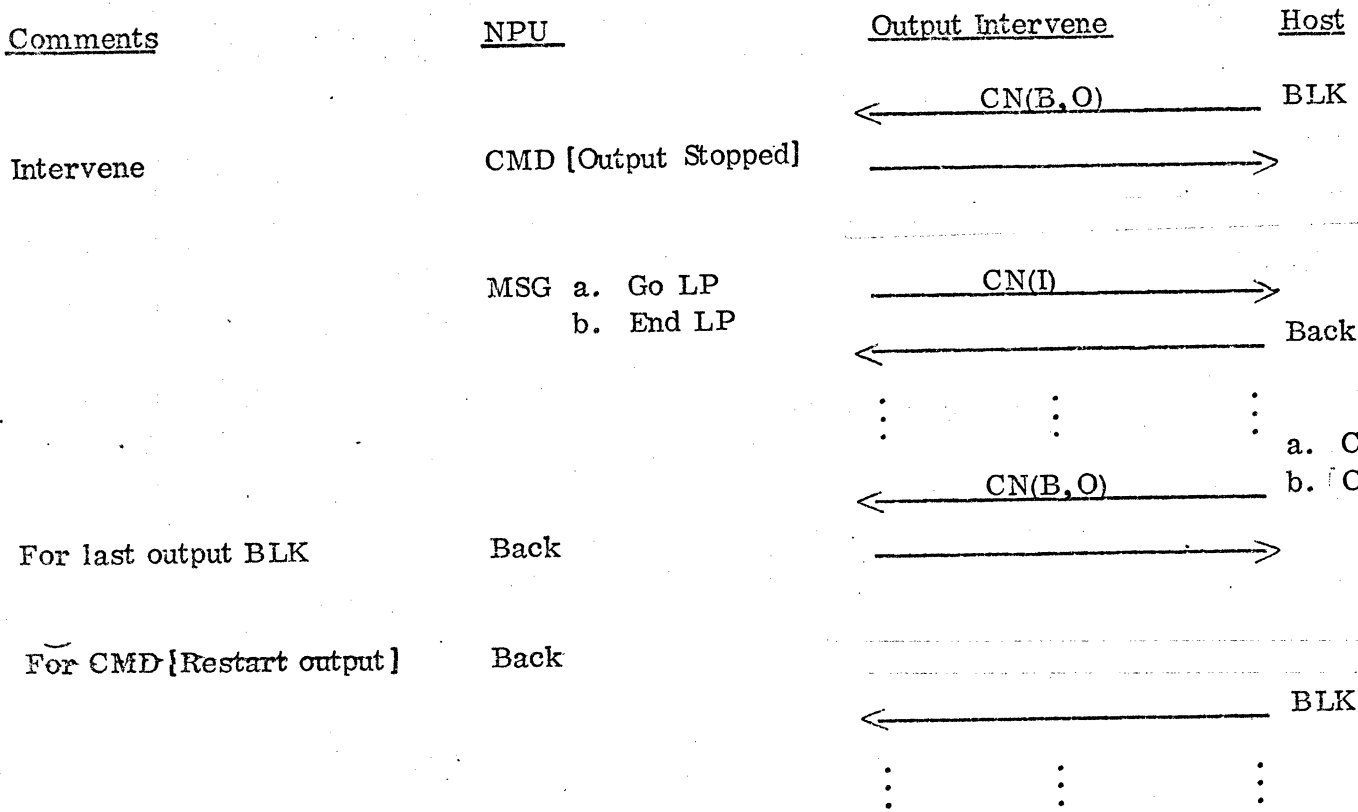 Comments NPU Output Intervene Host
CN(B,O) BLK
Intervene CMD [Output Stopped]
MSG a. Go LP CN(I)
b. End LP
Back
a. C
CN(B,O) b. C
For last output BLK Back
For CMD [Restart output] Back
BLK